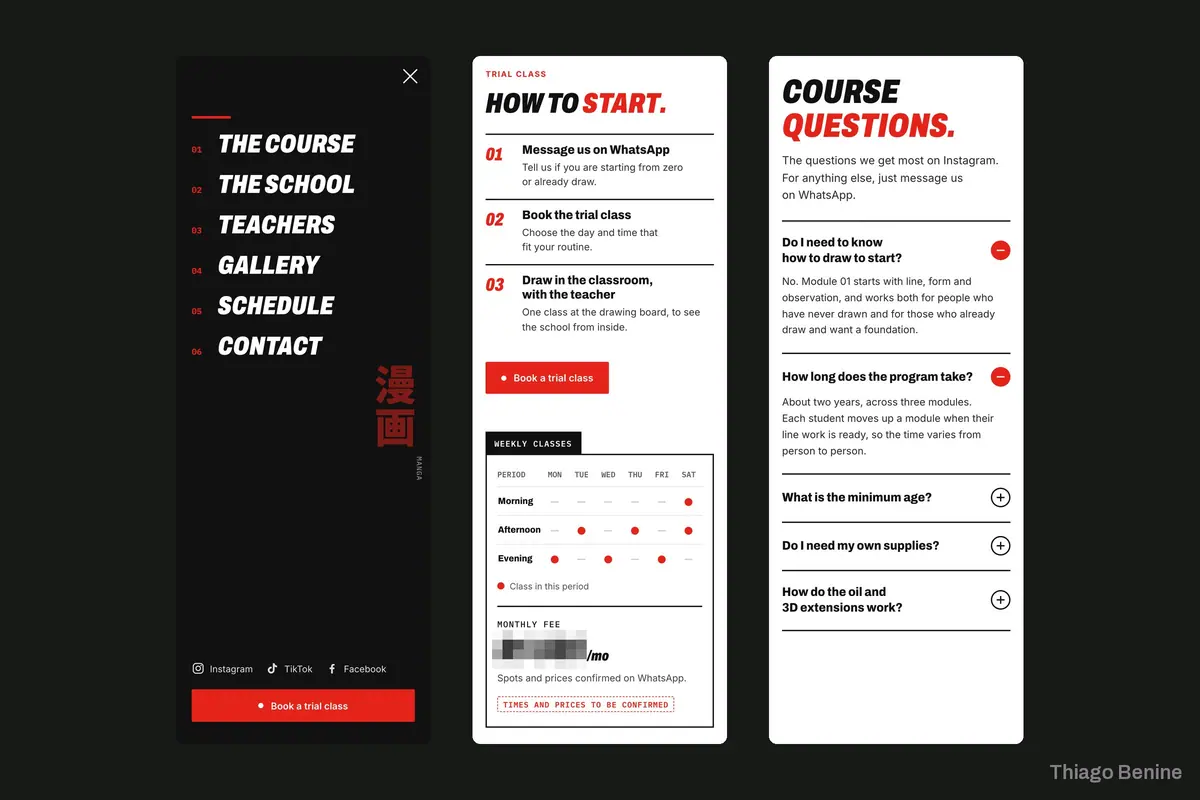 01 THE COURSE
02 THE SCHOOL
03 TEACHERS
04 GALLERY
05 SCHEDULE
06 CONTACT
漫
画
MANGA
Instagram TikTok Facebook
Book a trial class
TRIAL CLASS
HOW TO START.
01 Message us on WhatsApp
Tell us if you are starting from zero
or already draw.
02 Book the trial class
Choose the day and time that
fit your routine.
03 Draw in the classroom,
with the teacher
One class at the drawing board, to see
the school from inside.
Book a trial class
WEEKLY CLASSES
PERIOD MON TUE WED THU FRI SAT
Morning — — — — —
Afternoon — — —
Evening — — —
Class in this period
MONTHLY FEE
/mo
Spots and prices confirmed on WhatsApp.
TIMES AND PRICES TO BE CONFIRMED
COURSE
QUESTIONS.
The questions we get most on Instagram.
For anything else, just message us
on WhatsApp.
Do I need to know
how to draw to start?
No. Module 01 starts with line, form and
observation, and works both for people who
have never drawn and for those who already
draw and want a foundation.
How long does the program take?
About two years, across three modules.
Each student moves up a module when their
line work is ready, so the time varies from
person to person.
What is the minimum age?
Do I need my own supplies?
How do the oil and
3D extensions work?
Thiago Benine